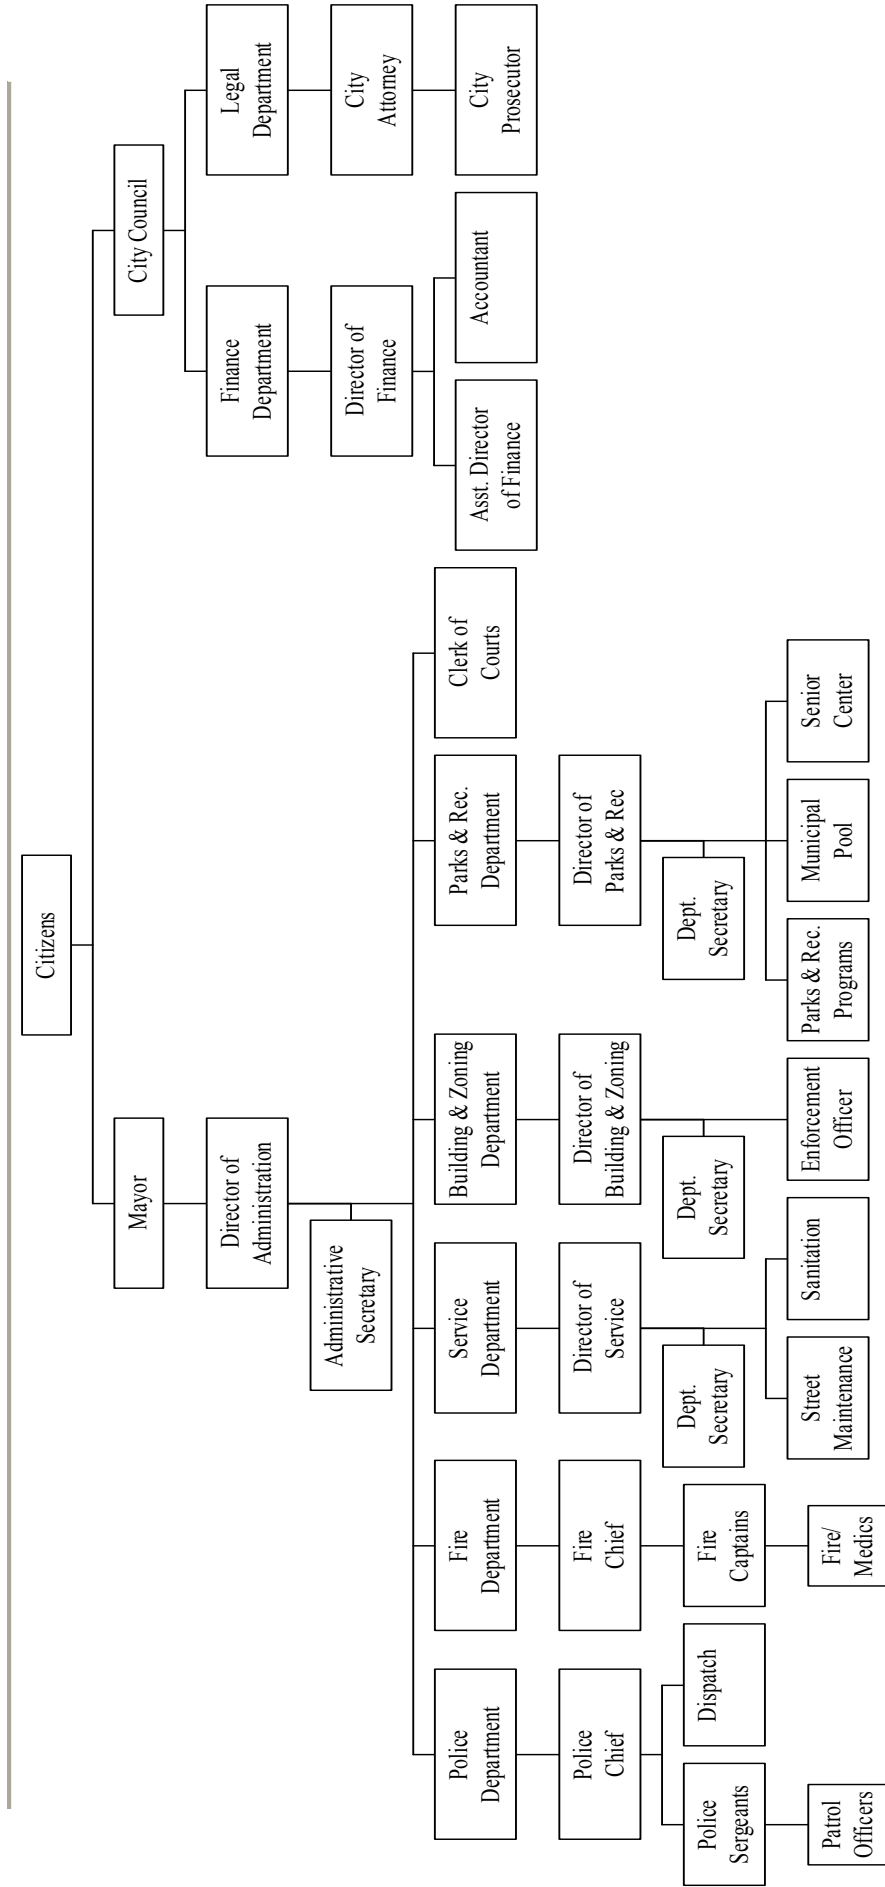 Citizens
Mayor
City Council
Director of
Administration
Finance
Department
Legal
Department
Administrative
Secretary
Director of
Finance
City
Attorney
Police
Department
Fire
Department
Service
Department
Building & Zoning
Department
Parks & Rec.
Department
Clerk of
Courts
Asst. Director
of Finance
Accountant
City
Prosecutor
Police
Chief
Fire
Chief
Director of
Service
Director of
Building & Zoning
Director of
Parks & Rec
Police
Sergeants
Dispatch
Fire
Captains
Dept.
Secretary
Dept.
Secretary
Dept.
Secretary
Patrol
Officers
Fire/
Medics
Street
Maintenance
Sanitation
Enforcement
Officer
Parks & Rec.
Programs
Municipal
Pool
Senior
Center